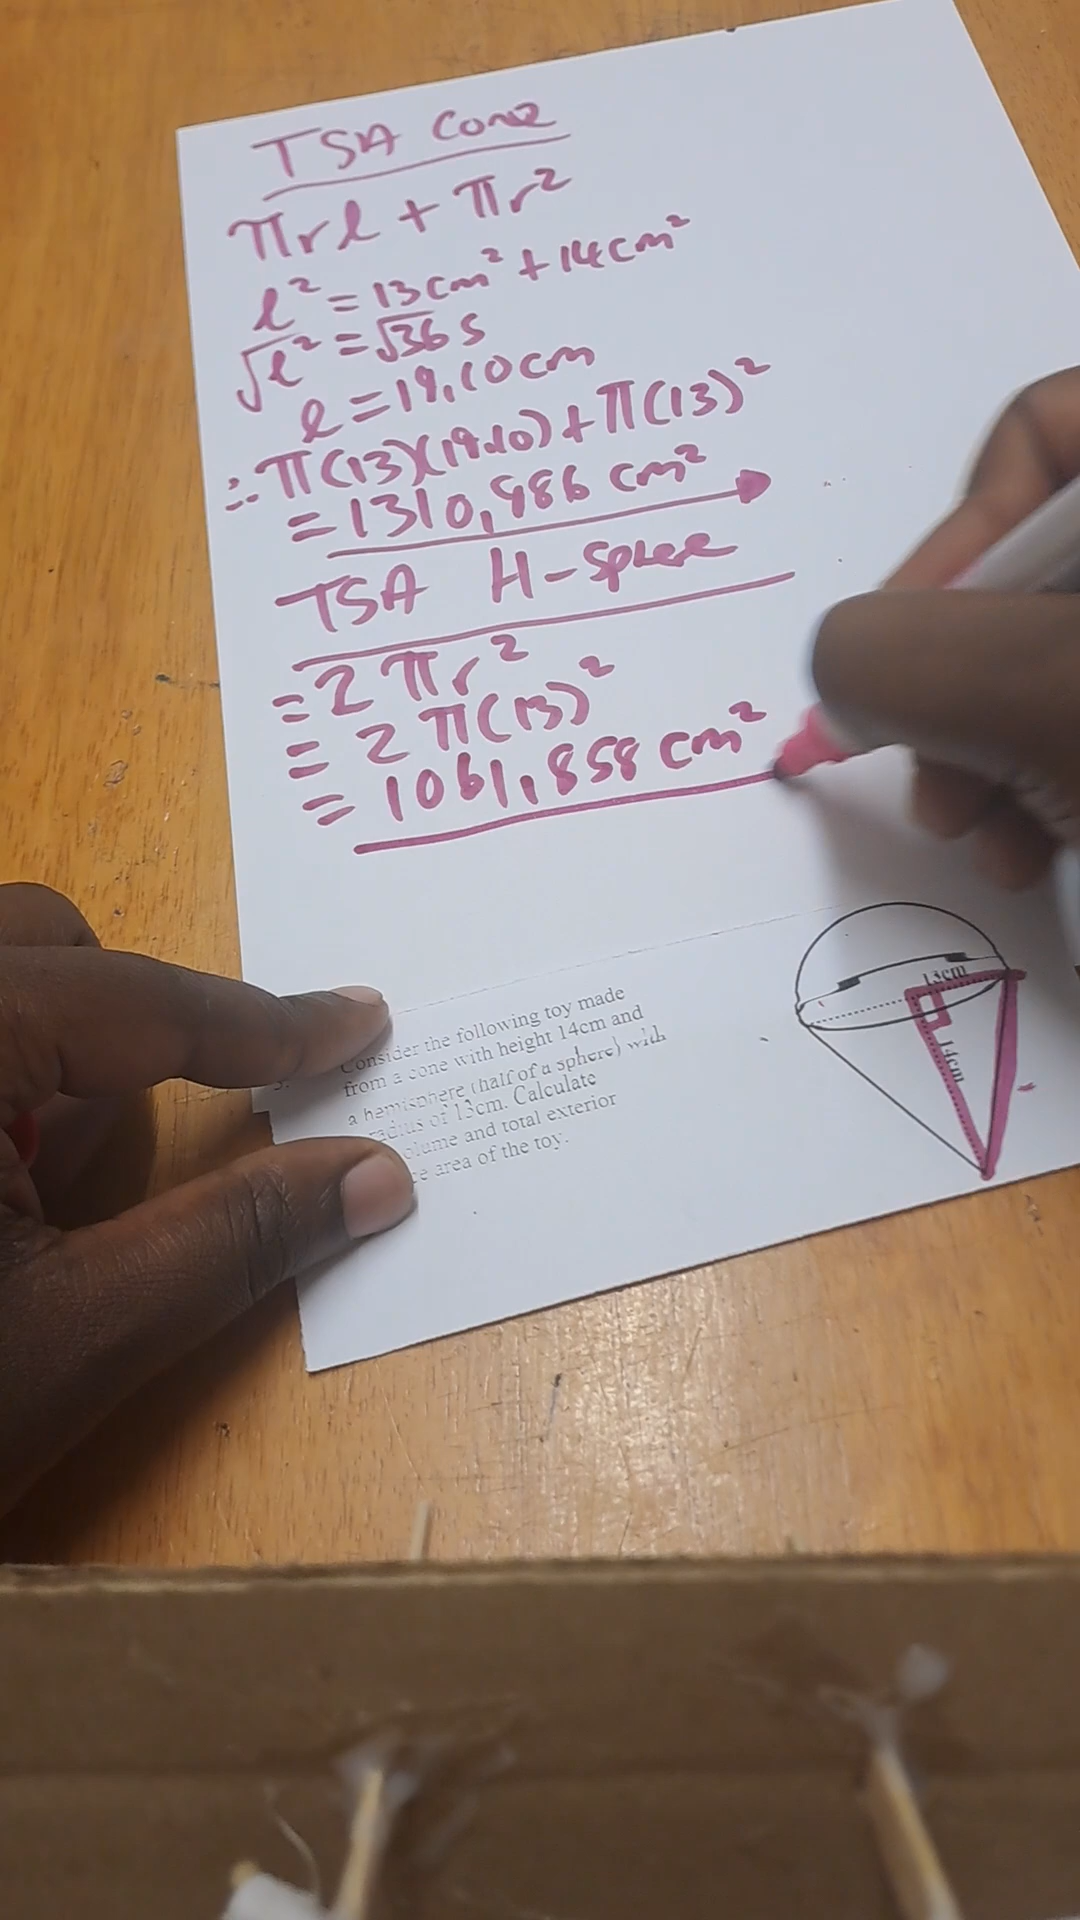 TSA Cone
πrl + πr²
l² = 13cm² + 14cm²
√l² = √365
l = 19,10cm
∴ π(13)(19,10) + π(13)²
= 1310,986 cm²
TSA H-Sphere
= 2πr²
= 2π(13)²
= 1061,858 cm²
Consider the following toy made
from a cone with height 14cm and
a hemisphere (half of a sphere) with
radius of 13cm. Calculate
and total exterior
area of the toy.
13cm
14cm